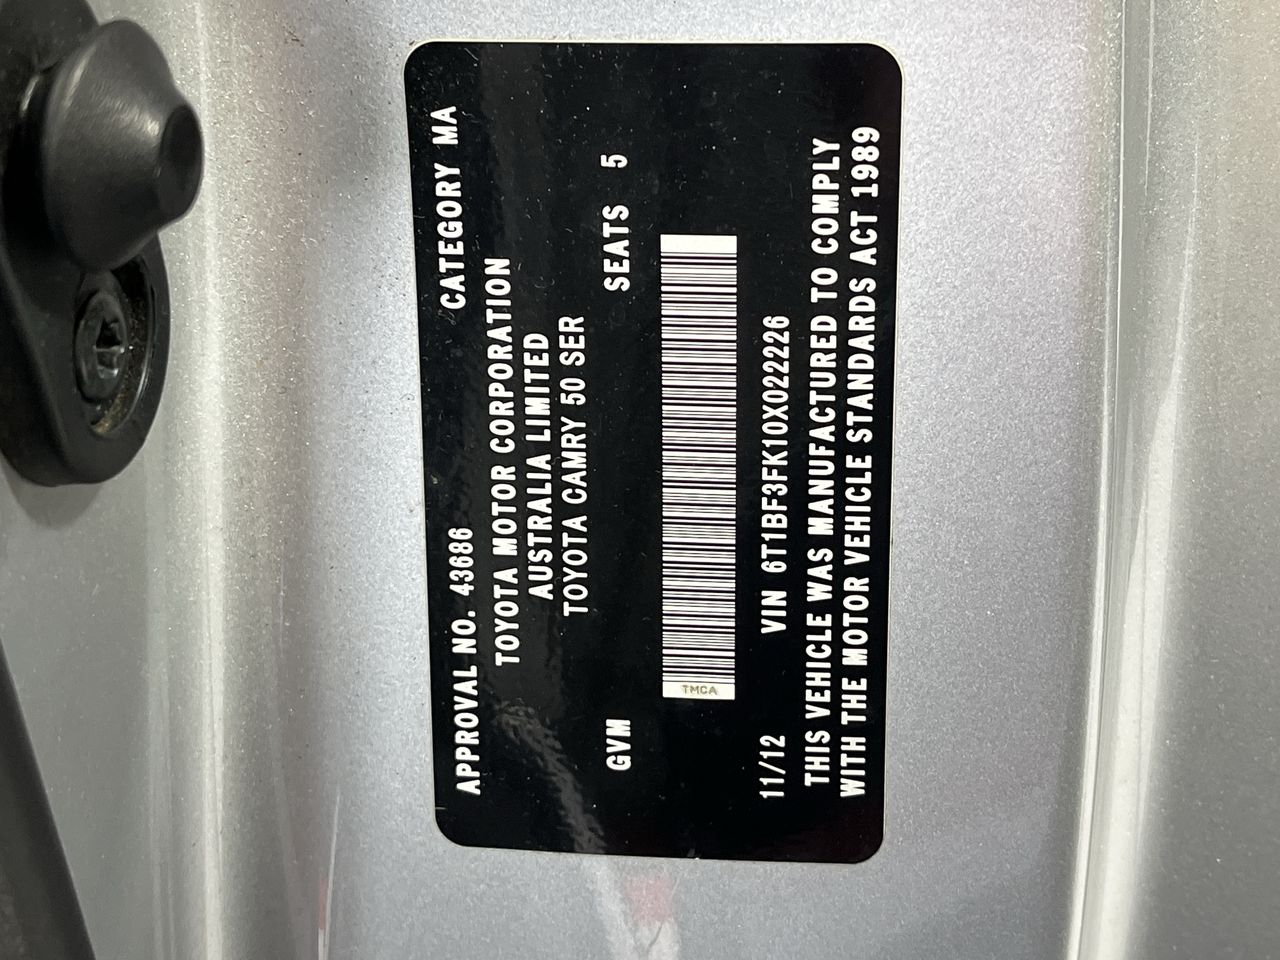 APPROVAL NO. 43686 CATEGORY MA
TOYOTA MOTOR CORPORATION
AUSTRALIA LIMITED
TOYOTA CAMRY 50 SER
GVM SEATS 5
TMCA
11/12 VIN 6T1BF3FK10X022226
THIS VEHICLE WAS MANUFACTURED TO COMPLY
WITH THE MOTOR VEHICLE STANDARDS ACT 1989